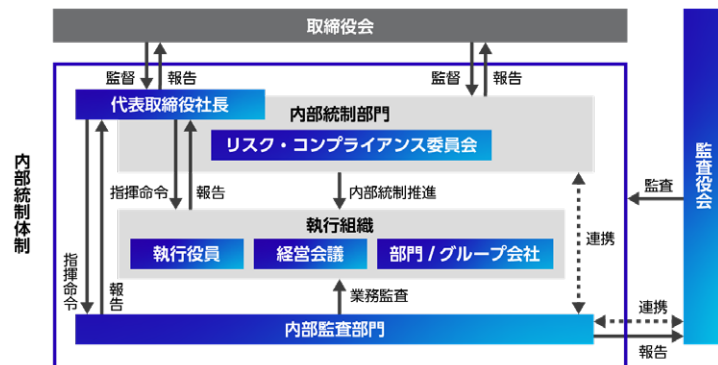 取締役会
監督
報告
監督
報告
代表取締役社長
内部統制部門
リスク・コンプライアンス委員会
内部統制体制
監査役会
指揮命令
報告
内部統制推進
監査
執行組織
執行役員
経営会議
部門 / グループ会社
連携
指揮命令
報告
業務監査
内部監査部門
連携
報告